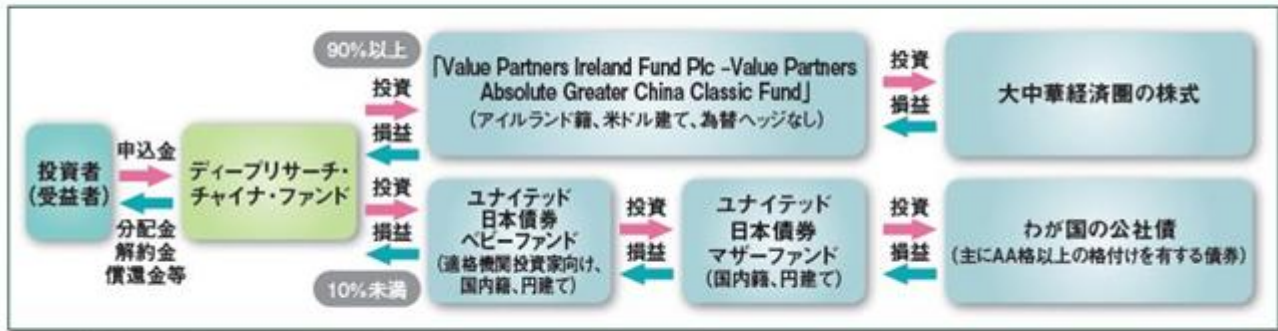 90%以上
「Value Partners Ireland Fund Plc –Value Partners
Absolute Greater China Classic Fund」
(アイルランド籍、米ドル建て、為替ヘッジなし)
投資
損益
大中華経済圏の株式
投資
損益
投資者
(受益者)
申込金
分配金
解約金
償還金等
ディープリサーチ・
チャイナ・ファンド
投資
損益
10%未満
ユナイテッド
日本債券
ベビーファンド
(適格機関投資家向け、
国内籍、円建て)
投資
損益
ユナイテッド
日本債券
マザーファンド
(国内籍、円建て)
投資
損益
わが国の公社債
(主にAA格以上の格付けを有する債券)